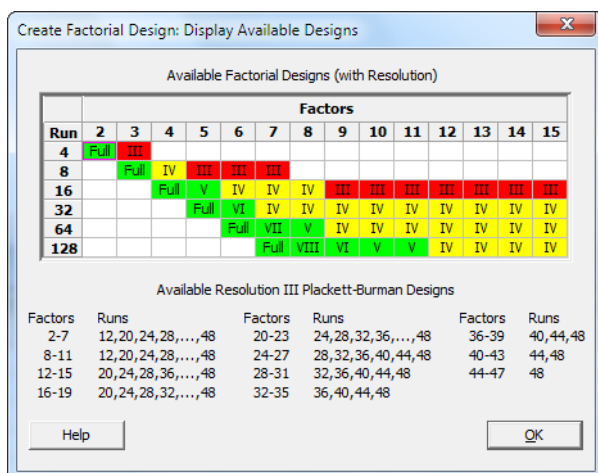 Create Factorial Design: Display Available Designs
Available Factorial Designs (with Resolution)
Factors
Run 2 3 4 5 6 7 8 9 10 11 12 13 14 15
4 Full III
8 Full IV III III III
16 Full V IV IV IV III III III III III III III
32 Full VI IV IV IV IV IV IV IV IV IV
64 Full VII V IV IV IV IV IV IV IV
128 Full VIII VI V V IV IV IV IV
Available Resolution III Plackett-Burman Designs
Factors Runs Factors Runs Factors Runs
2-7 12,20,24,28,...,48 20-23 24,28,32,36,...,48 36-39 40,44,48
8-11 12,20,24,28,...,48 24-27 28,32,36,40,44,48 40-43 44,48
12-15 20,24,28,36,...,48 28-31 32,36,40,44,48 44-47 48
16-19 20,24,28,32,...,48 32-35 36,40,44,48
Help OK